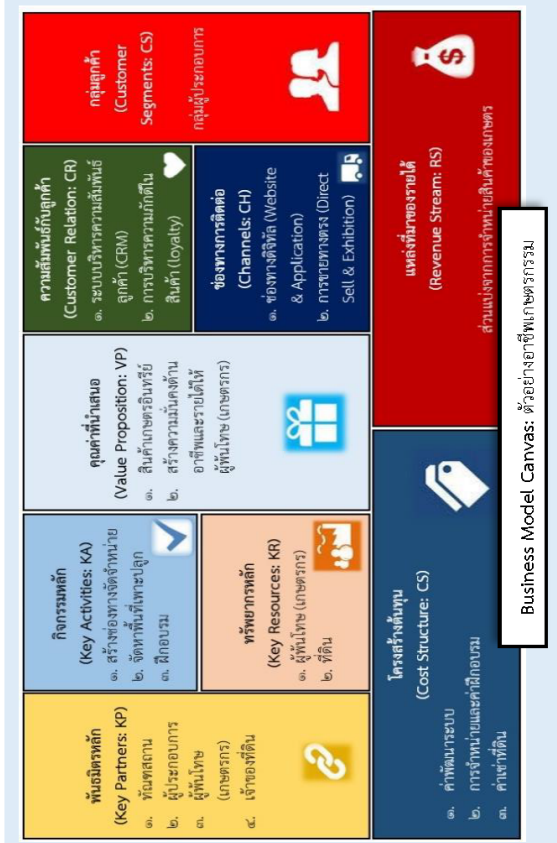 พันธมิตรหลัก
(Key Partners: KP)
๑. ทัณฑสถาน
๒. ผู้ประกอบการ
๓. ผู้พ้นโทษ
(เกษตรกร)
๔. เจ้าของที่ดิน
กิจกรรมหลัก
(Key Activities: KA)
๑. สร้างช่องทางจัดจำหน่าย
๒. จัดหาพื้นที่เพาะปลูก
๓. ฝึกอบรม
ทรัพยากรหลัก
(Key Resources: KR)
๑. ผู้พ้นโทษ (เกษตรกร)
๒. ที่ดิน
คุณค่าที่นำเสนอ
(Value Proposition: VP)
๑. สินค้าเกษตรอินทรีย์
๒. สร้างความมั่นคงด้าน
อาชีพและรายได้ให้
ผู้พ้นโทษ (เกษตรกร)
ความสัมพันธ์กับลูกค้า
(Customer Relation: CR)
๑. ระบบบริหารความสัมพันธ์
ลูกค้า (CRM)
๒. การบริหารความภักดีใน
สินค้า (loyalty)
ช่องทางการติดต่อ
(Channels: CH)
๑. ช่องทางดิจิทัล (Website
& Application)
๒. การขายทางตรง (Direct
Sell & Exhibition)
กลุ่มลูกค้า
(Customer
Segments: CS)
กลุ่มผู้ประกอบการ
โครงสร้างต้นทุน
(Cost Structure: CS)
๑. ค่าพัฒนาระบบ
๒. การจำหน่ายและค่าฝึกอบรม
๓. ค่าเช่าที่ดิน
แหล่งที่มาของรายได้
(Revenue Stream: RS)
ส่วนแบ่งจากการจำหน่ายสินค้าของเกษตร
$
Business Model Canvas: ตัวอย่างอาชีพเกษตรกรรม